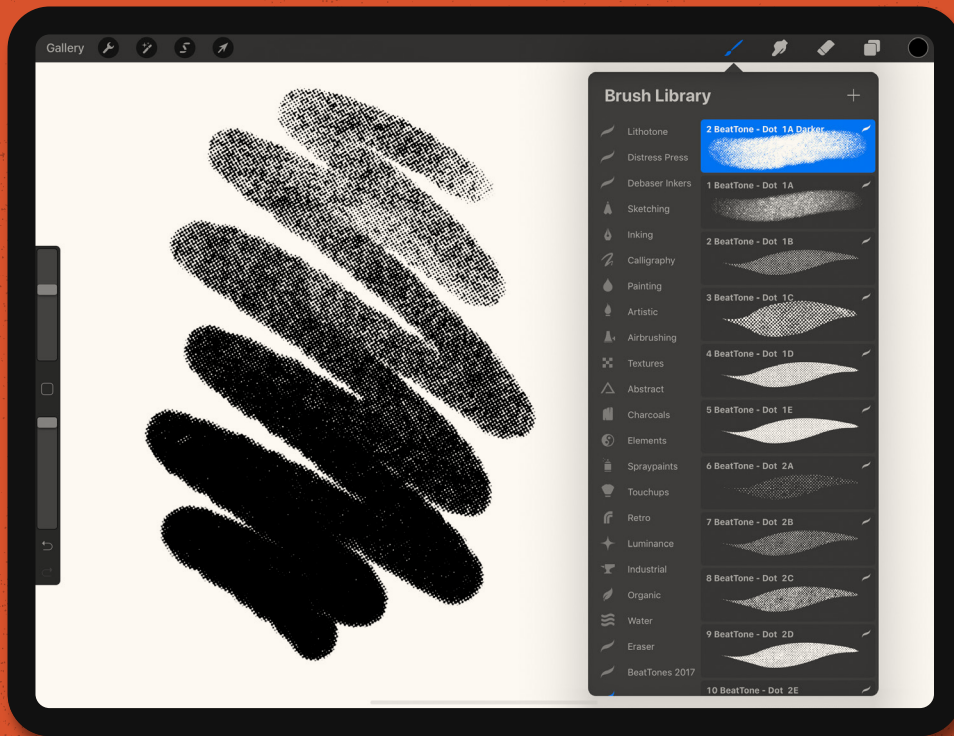 Gallery
Brush Library
Lithotone
Distress Press
Debaser Inkers
Sketching
Inking
Calligraphy
Painting
Artistic
Airbrushing
Textures
Abstract
Charcoals
Elements
Spraypaints
Touchups
Retro
Luminance
Industrial
Organic
Water
Eraser
BeatTones 2017
2 BeatTone - Dot 1A Darker
1 BeatTone - Dot 1A
2 BeatTone - Dot 1B
3 BeatTone - Dot 1C
4 BeatTone - Dot 1D
5 BeatTone - Dot 1E
6 BeatTone - Dot 2A
7 BeatTone - Dot 2B
8 BeatTone - Dot 2C
9 BeatTone - Dot 2D
10 BeatTone - Dot 2E